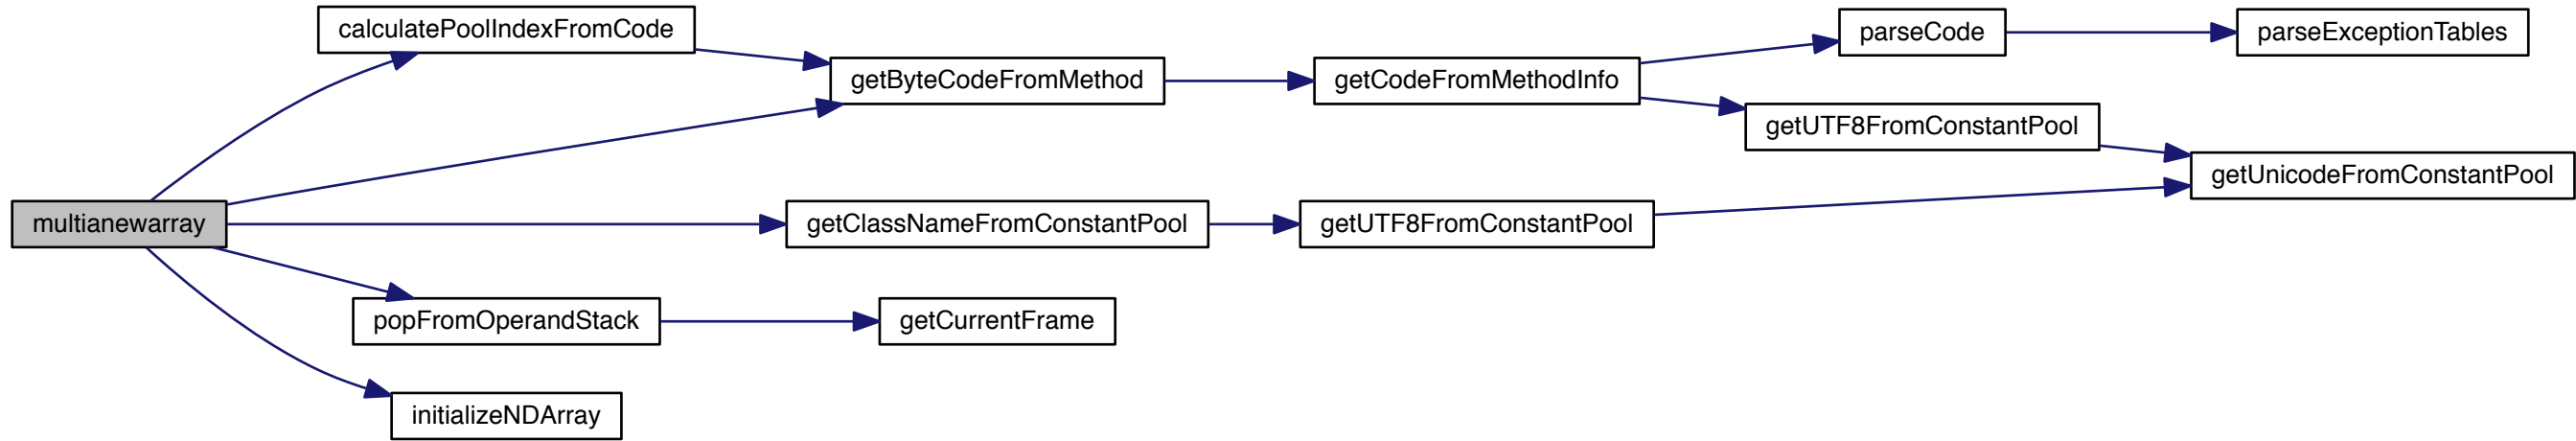 multianewarray
calculatePoolIndexFromCode
getByteCodeFromMethod
getCodeFromMethodInfo
parseCode
parseExceptionTables
getUTF8FromConstantPool
getUnicodeFromConstantPool
getClassNameFromConstantPool
getUTF8FromConstantPool
popFromOperandStack
getCurrentFrame
initializeNDArray